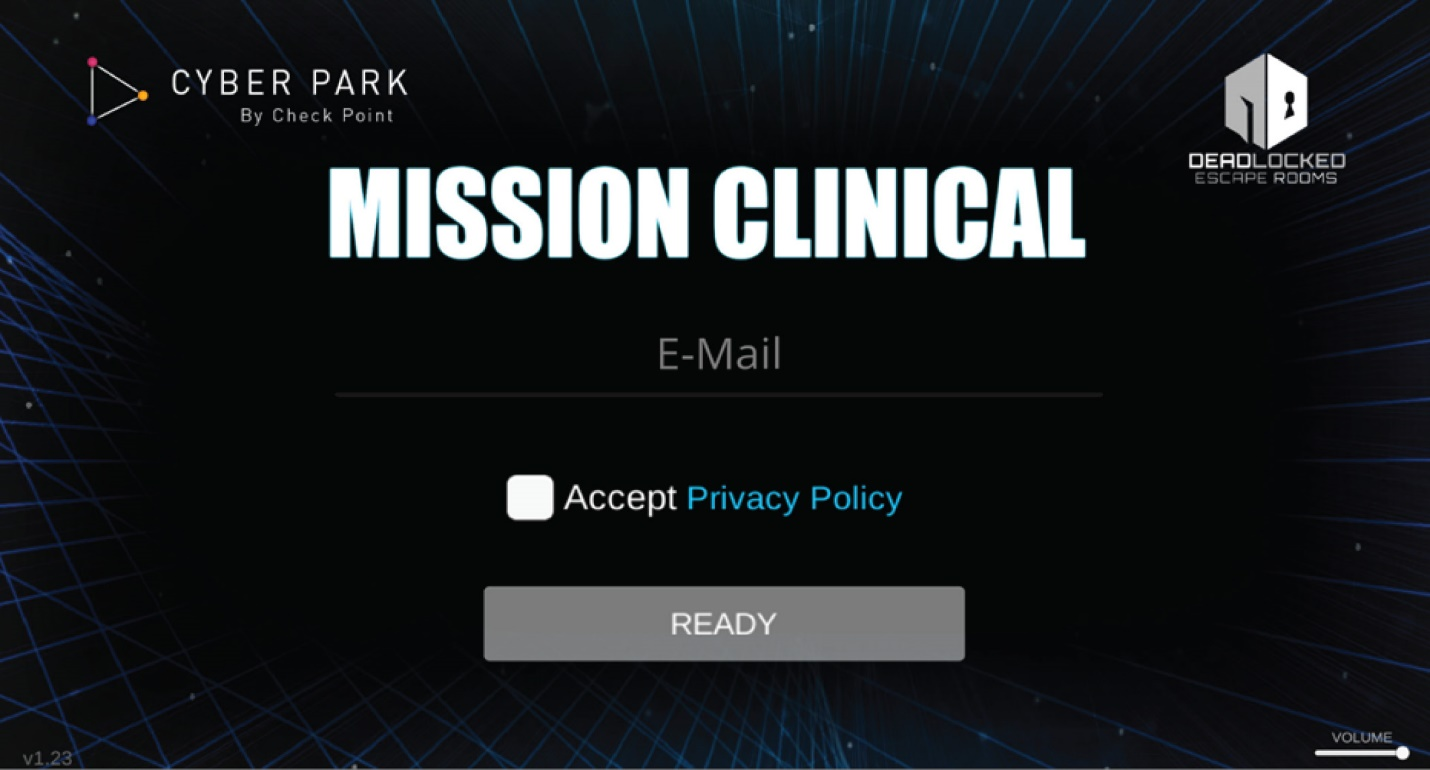 CYBER PARK
By Check Point
DEADLOCKED
ESCAPE ROOMS
MISSION CLINICAL
E-Mail
Accept Privacy Policy
READY
v1.23
VOLUME